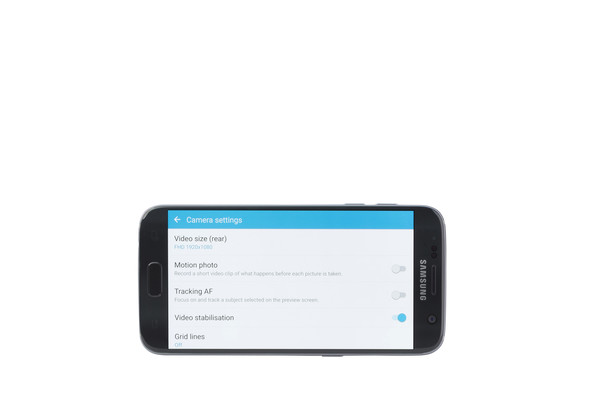 Camera settings
Video size (rear)
FHD 1920x1080
Motion photo
Record a short video clip of what happens before each picture is taken
Tracking AF
Focus on and track a subject selected on the preview screen
Video stabilisation
Grid lines
Off
SAMSUNG